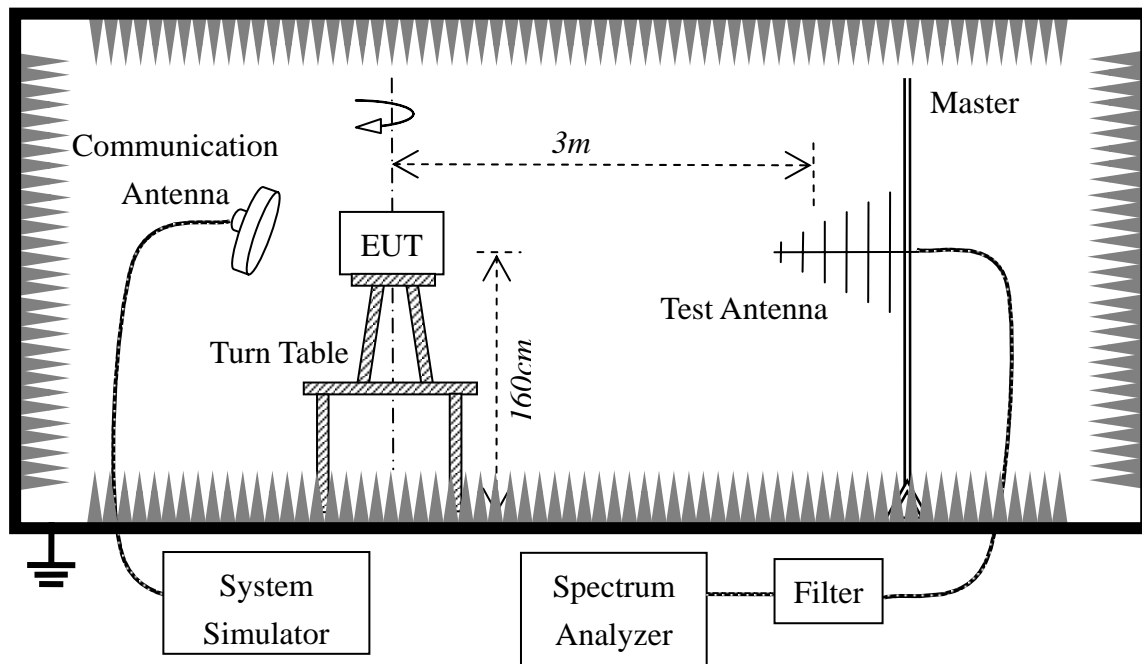 Master
3m
Communication
Antenna
EUT
Test Antenna
Turn Table
160cm
System
Simulator
Spectrum
Analyzer
Filter